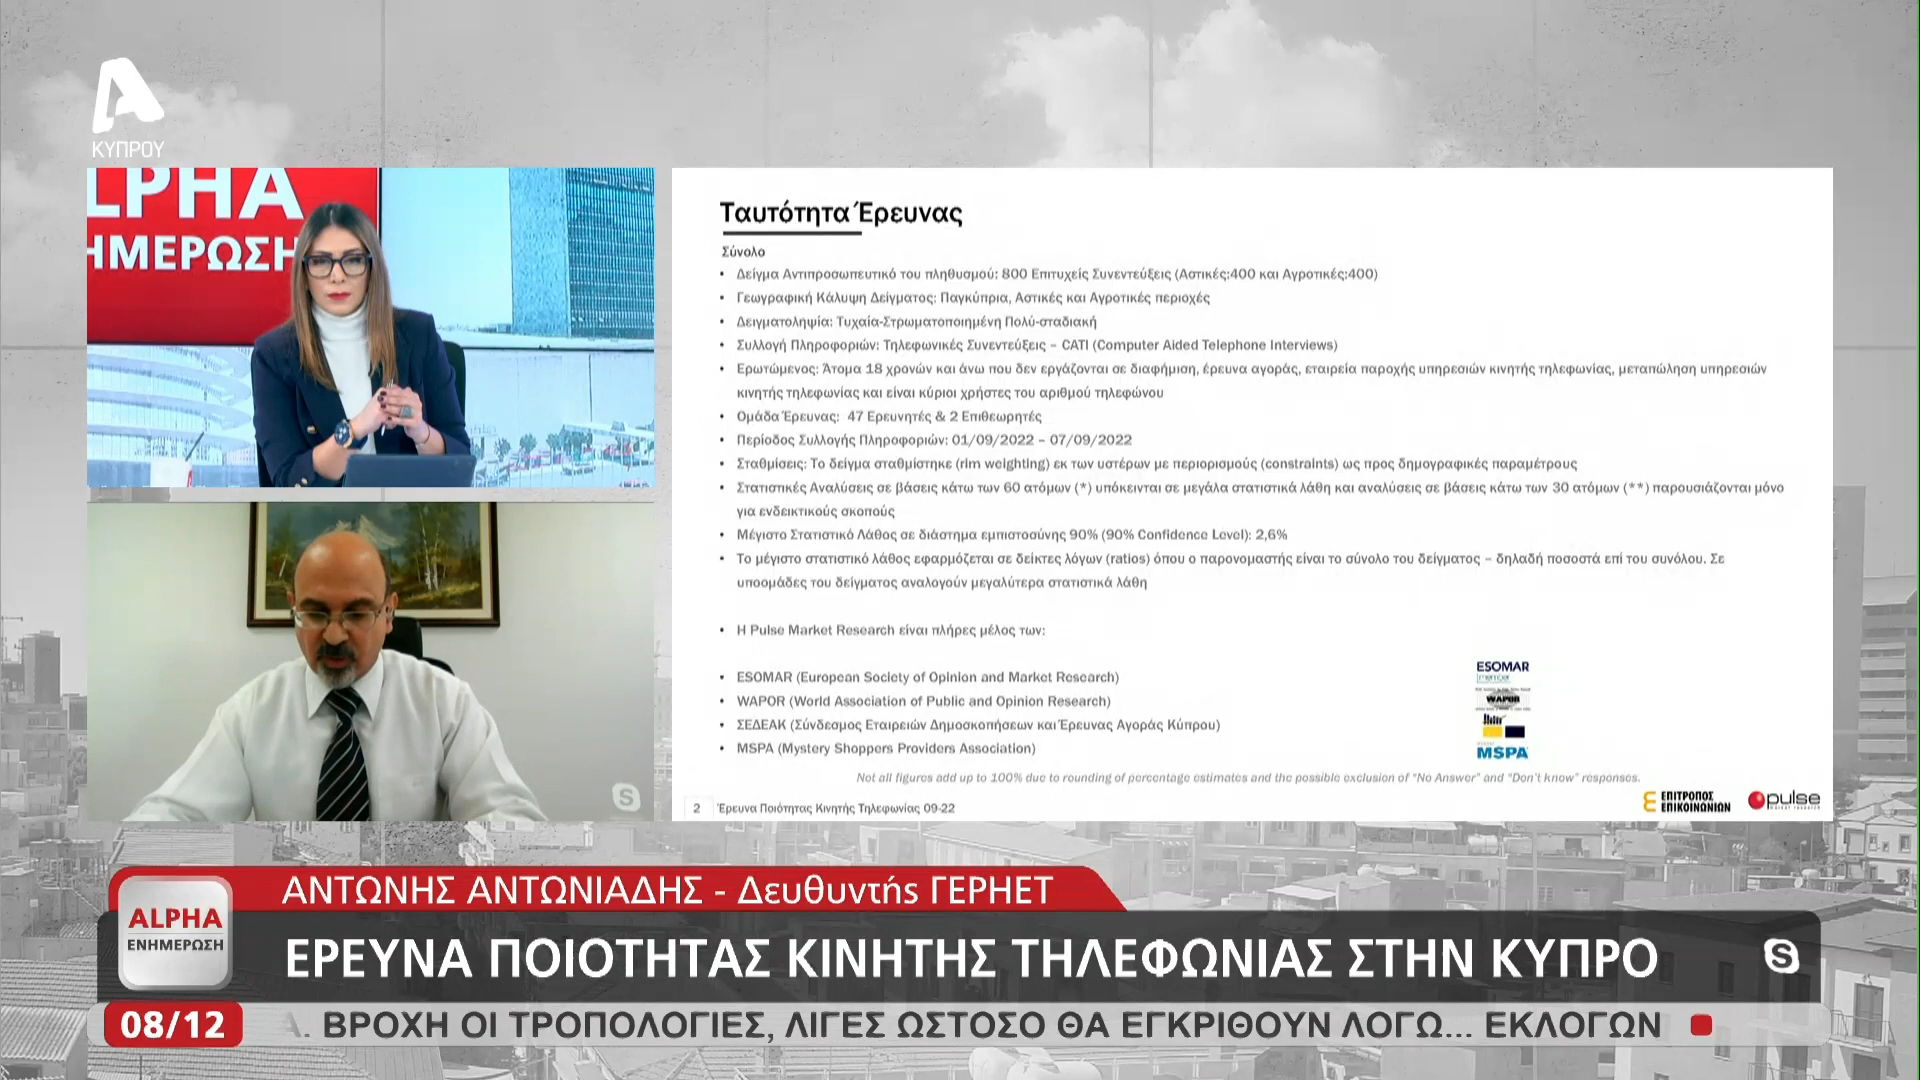 ΚΥΠΡΟΥ
LPHA
ΗΜΕΡΩΣΗ
Ταυτότητα Έρευνας
Σύνολο
• Δείγμα Αντιπροσωπευτικό του πληθυσμού: 800 Επιτυχείς Συνεντεύξεις (Αστικές:400 και Αγροτικές:400)
• Γεωγραφική Κάλυψη Δείγματος: Παγκύπρια, Αστικές και Αγροτικές περιοχές
• Δειγματοληψία: Τυχαία-Στρωματοποιημένη Πολύ-σταδιακή
• Συλλογή Πληροφοριών: Τηλεφωνικές Συνεντεύξεις – CATI (Computer Aided Telephone Interviews)
• Ερωτώμενος: Άτομα 18 χρονών και άνω που δεν εργάζονται σε διαφήμιση, έρευνα αγοράς, εταιρεία παροχής υπηρεσιών κινητής τηλεφωνίας, μεταπώληση υπηρεσιών
κινητής τηλεφωνίας και είναι κύριοι χρήστες του αριθμού τηλεφώνου
• Ομάδα Έρευνας: 47 Ερευνητές & 2 Επιθεωρητές
• Περίοδος Συλλογής Πληροφοριών: 01/09/2022 – 07/09/2022
• Σταθμίσεις: Το δείγμα σταθμίστηκε (rim weighting) εκ των υστέρων με περιορισμούς (constraints) ως προς δημογραφικές παραμέτρους
• Στατιστικές Αναλύσεις σε βάσεις κάτω των 60 ατόμων (*) υπόκεινται σε μεγάλα στατιστικά λάθη και αναλύσεις σε βάσεις κάτω των 30 ατόμων (**) παρουσιάζονται μόνο
για ενδεικτικούς σκοπούς
• Μέγιστο Στατιστικό Λάθος σε διάστημα εμπιστοσύνης 90% (90% Confidence Level): 2,6%
• Το μέγιστο στατιστικό λάθος εφαρμόζεται σε δείκτες λόγων (ratios) όπου ο παρονομαστής είναι το σύνολο του δείγματος – δηλαδή ποσοστά επί του συνόλου. Σε
υποομάδες του δείγματος αναλογούν μεγαλύτερα στατιστικά λάθη
• Η Pulse Market Research είναι πλήρες μέλος των:
• ESOMAR (European Society of Opinion and Market Research)
• WAPOR (World Association of Public and Opinion Research)
• ΣΕΔΕΑΚ (Σύνδεσμος Εταιρειών Δημοσκοπήσεων και Έρευνας Αγοράς Κύπρου)
• MSPA (Mystery Shoppers Providers Association)
ESOMAR
member
WAPOR
MSPA
Not all figures add up to 100% due to rounding of percentage estimates and the possible exclusion of "No Answer" and "Don't know" responses.
2 Έρευνα Ποιότητας Κινητής Τηλεφωνίας 09-22
ΕΠΙΤΡΟΠΟΣ
ΕΠΙΚΟΙΝΩΝΙΩΝ
pulse
ΑΝΤΩΝΗΣ ΑΝΤΩΝΙΑΔΗΣ - Διευθυντής ΓΕΡΗΕΤ
ALPHA
ΕΝΗΜΕΡΩΣΗ
ΕΡΕΥΝΑ ΠΟΙΟΤΗΤΑΣ ΚΙΝΗΤΗΣ ΤΗΛΕΦΩΝΙΑΣ ΣΤΗΝ ΚΥΠΡΟ
08/12
Α. ΒΡΟΧΗ ΟΙ ΤΡΟΠΟΛΟΓΙΕΣ, ΛΙΓΕΣ ΩΣΤΟΣΟ ΘΑ ΕΓΚΡΙΘΟΥΝ ΛΟΓΩ... ΕΚΛΟΓΩΝ